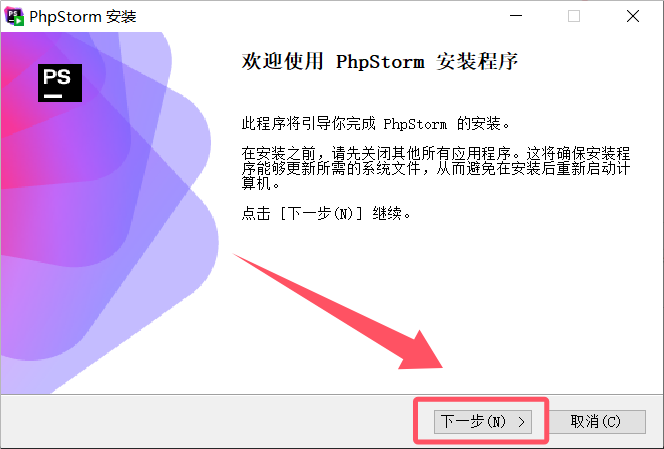 PhpStorm 安装
PS
欢迎使用 PhpStorm 安装程序
此程序将引导你完成 PhpStorm 的安装。
在安装之前，请先关闭其他所有应用程序。这将确保安装程
序能够更新所需的系统文件，从而避免在安装后重新启动计
算机。
点击 [下一步(N)] 继续。
下一步(N) >
取消(C)